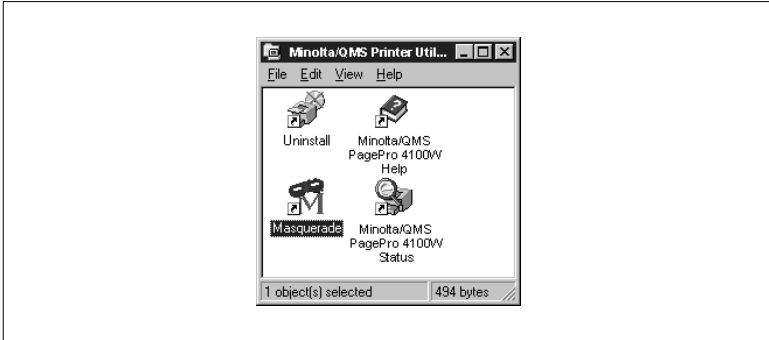 Minolta/QMS Printer Util...
File Edit View Help
Uninstall
Minolta/QMS
PagePro 4100W
Help
Masquerade
Minolta/QMS
PagePro 4100W
Status
1 object(s) selected
494 bytes